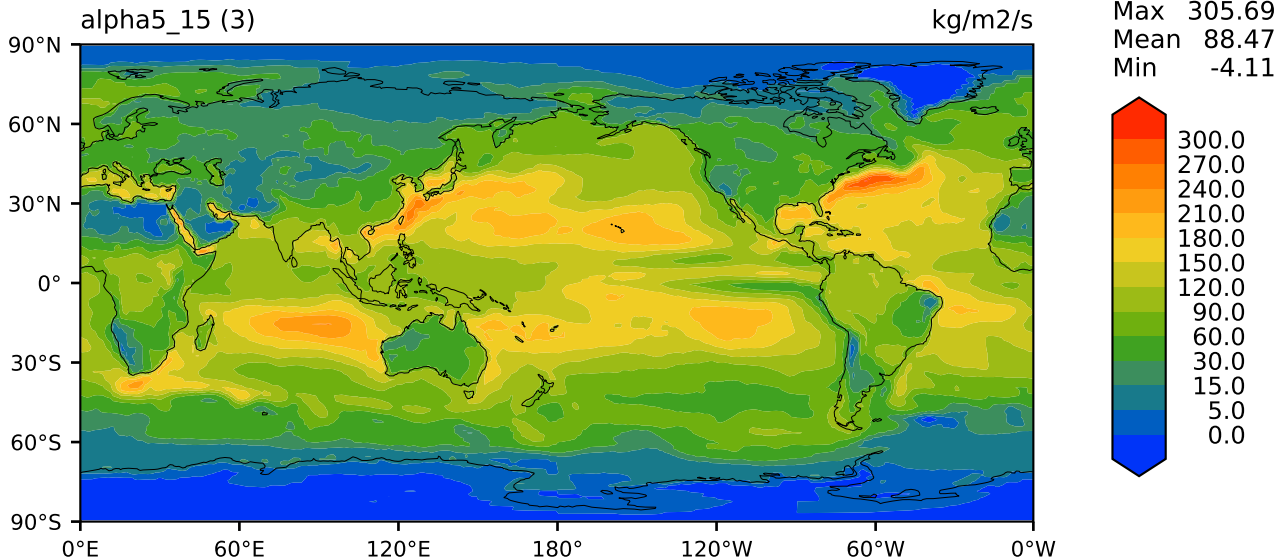 alpha5_15 (3)
kg/m2/s
Max 305.69
Mean 88.47
Min -4.11
90°N
60°N
30°N
0°
30°S
60°S
90°S
0°E
60°E
120°E
180°
120°W
60°W
0°W
300.0
270.0
240.0
210.0
180.0
150.0
120.0
90.0
60.0
30.0
15.0
5.0
0.0